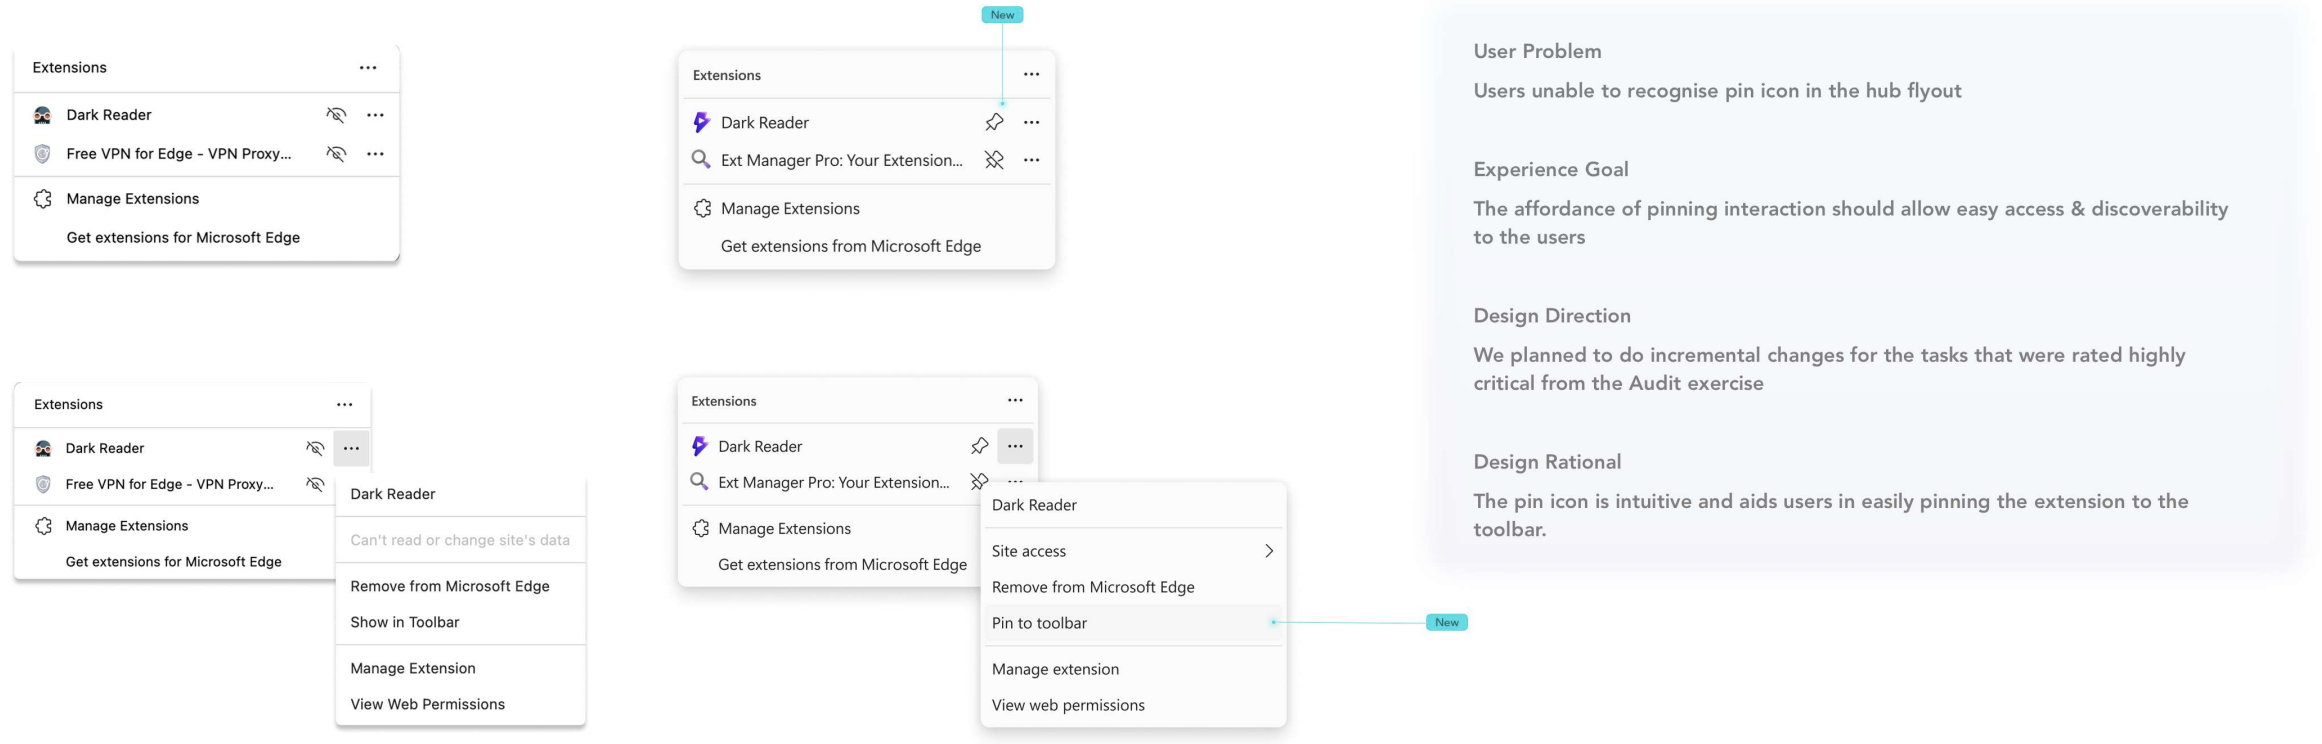 New
Extensions
Dark Reader
Free VPN for Edge - VPN Proxy...
Manage Extensions
Get extensions for Microsoft Edge
Extensions
Dark Reader
Ext Manager Pro: Your Extension...
Manage Extensions
Get extensions from Microsoft Edge
Extensions
Dark Reader
Free VPN for Edge - VPN Proxy...
Manage Extensions
Get extensions for Microsoft Edge
Dark Reader
Can't read or change site's data
Remove from Microsoft Edge
Show in Toolbar
Manage Extension
View Web Permissions
Extensions
Dark Reader
Ext Manager Pro: Your Extension...
Manage Extensions
Get extensions from Microsoft Edge
Dark Reader
Site access
Remove from Microsoft Edge
Pin to toolbar
Manage extension
View web permissions
New
User Problem
Users unable to recognise pin icon in the hub flyout
Experience Goal
The affordance of pinning interaction should allow easy access & discoverability
to the users
Design Direction
We planned to do incremental changes for the tasks that were rated highly
critical from the Audit exercise
Design Rational
The pin icon is intuitive and aids users in easily pinning the extension to the
toolbar.